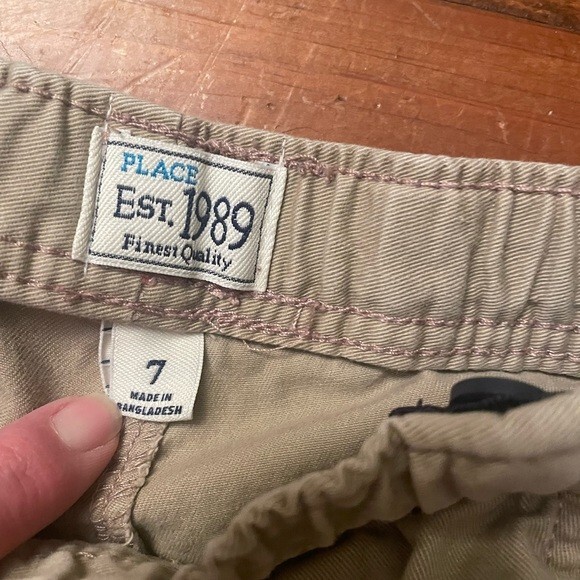 PLACE
EST. 1989
Finest Quality
7
MADE IN
BANGLADESH